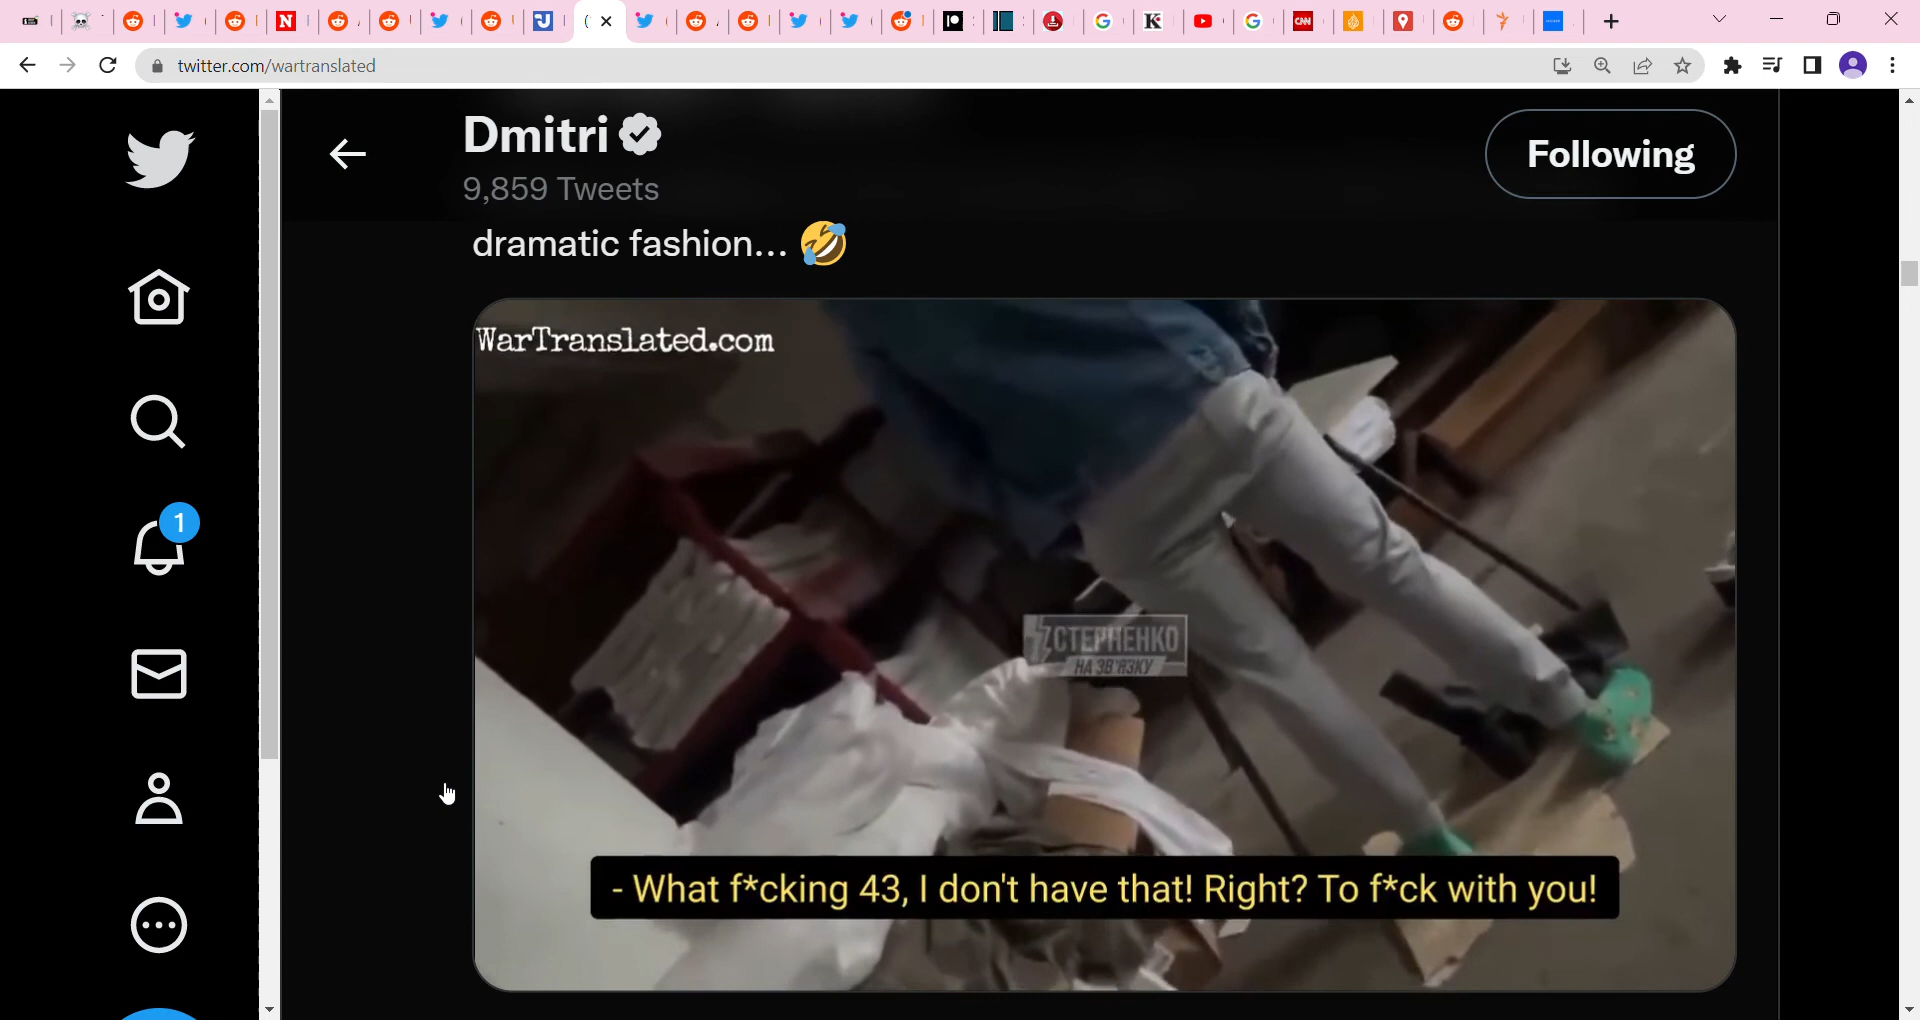 twitter.com/wartranslated
Dmitri
9,859 Tweets
Following
dramatic fashion... 🤣
WarTranslated.com
СТЕРНЕНКО
НА ЗВ'ЯЗКУ
- What f*cking 43, I don't have that! Right? To f*ck with you!
1
CNN